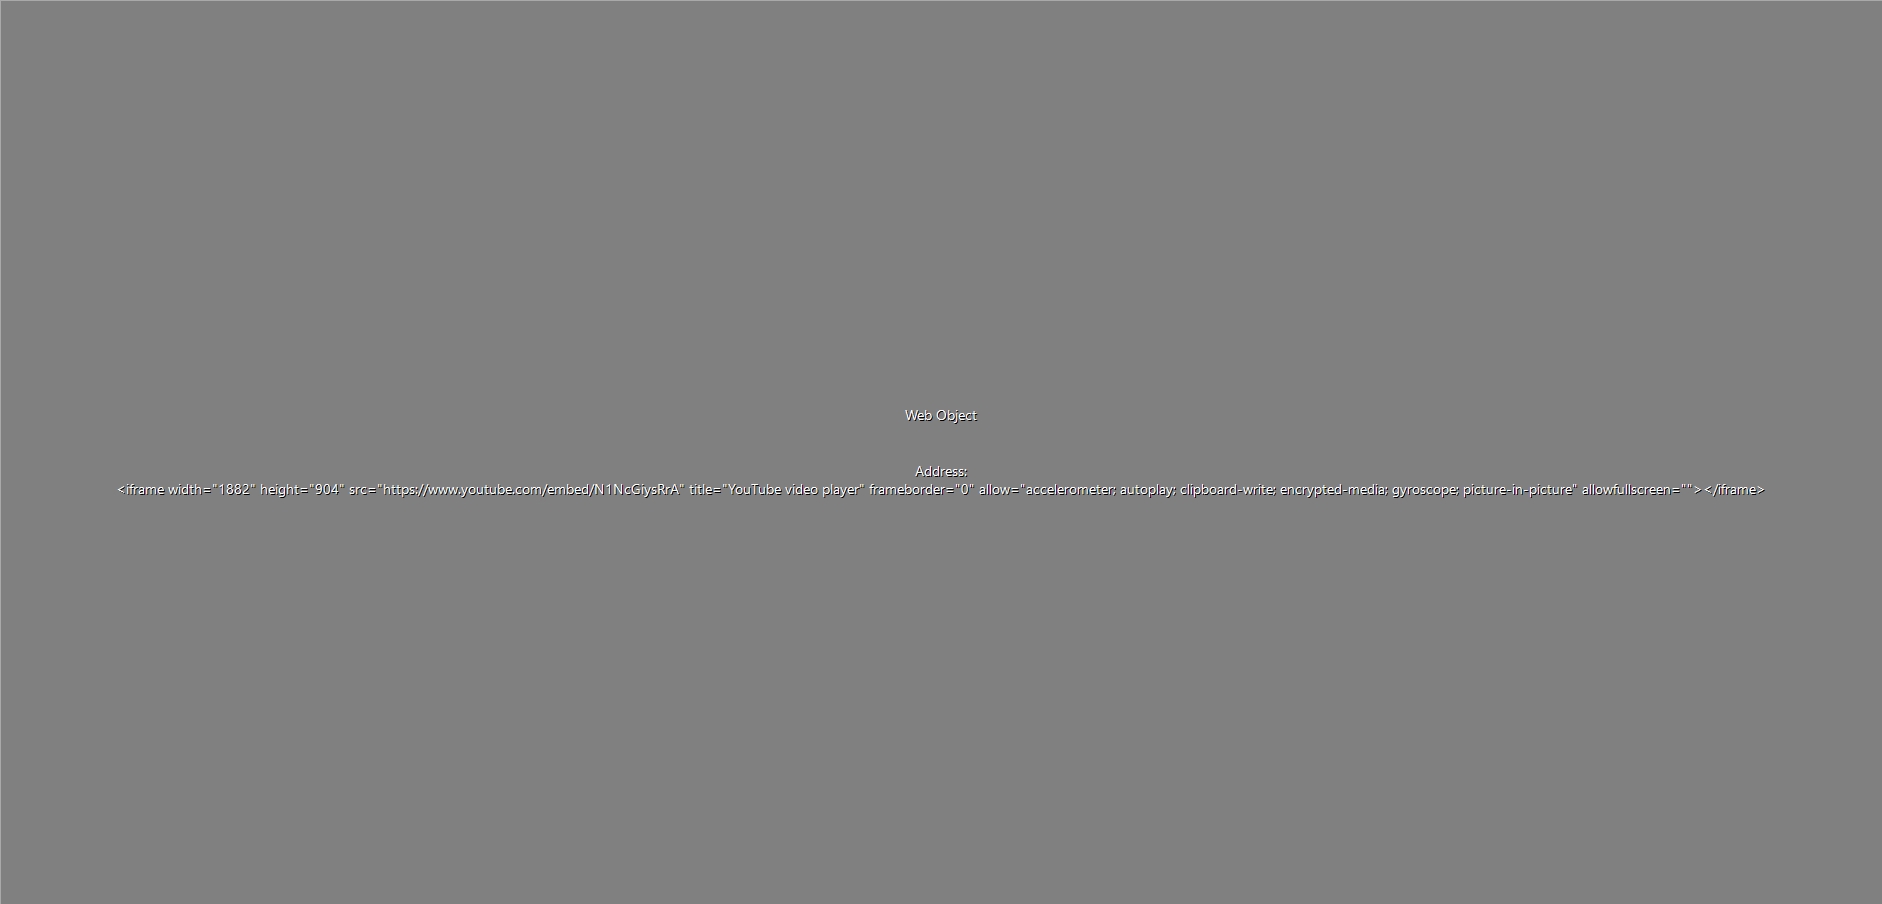 Web Object
Address:
<iframe width="1882" height="904" src="https://www.youtube.com/embed/N1NcGiysRrA" title="YouTube video player" frameborder="0" allow="accelerometer; autoplay; clipboard-write; encrypted-media; gyroscope; picture-in-picture" allowfullscreen=""></iframe>